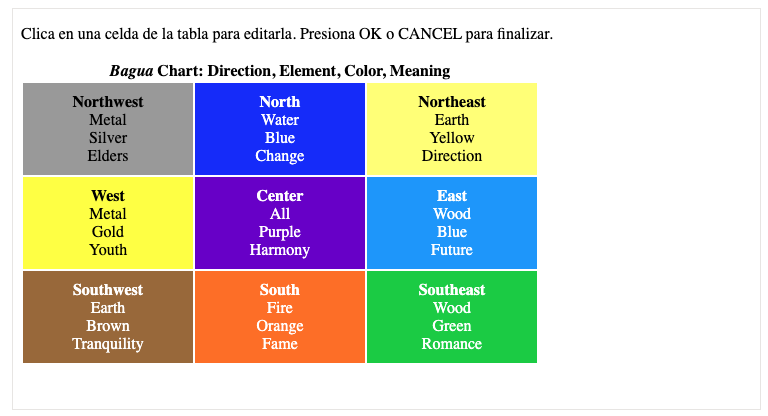 Clica en una celda de la tabla para editarla. Presiona OK o CANCEL para finalizar.
Bagua Chart: Direction, Element, Color, Meaning
Northwest
Metal
Silver
Elders
North
Water
Blue
Change
Northeast
Earth
Yellow
Direction
West
Metal
Gold
Youth
Center
All
Purple
Harmony
East
Wood
Blue
Future
Southwest
Earth
Brown
Tranquility
South
Fire
Orange
Fame
Southeast
Wood
Green
Romance